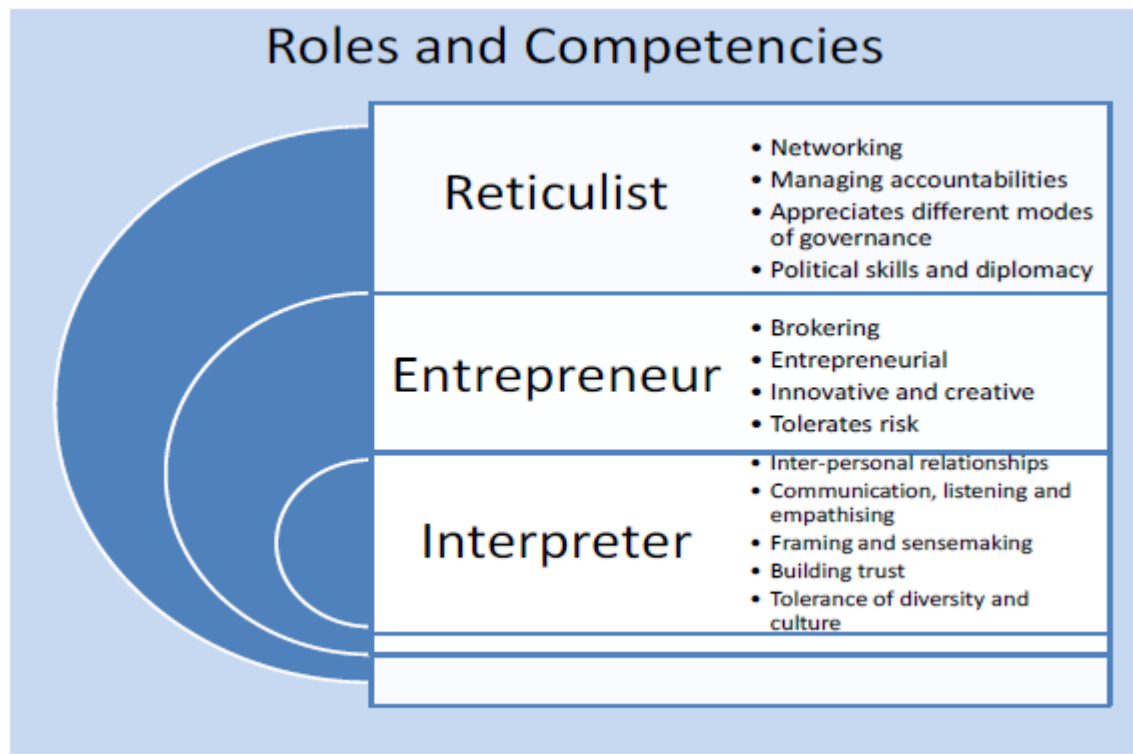 Roles and Competencies
Reticulist
• Networking
• Managing accountabilities
• Appreciates different modes
of governance
• Political skills and diplomacy
Entrepreneur
• Brokering
• Entrepreneurial
• Innovative and creative
• Tolerates risk
Interpreter
• Inter-personal relationships
• Communication, listening and
empathising
• Framing and sensemaking
• Building trust
• Tolerance of diversity and
culture